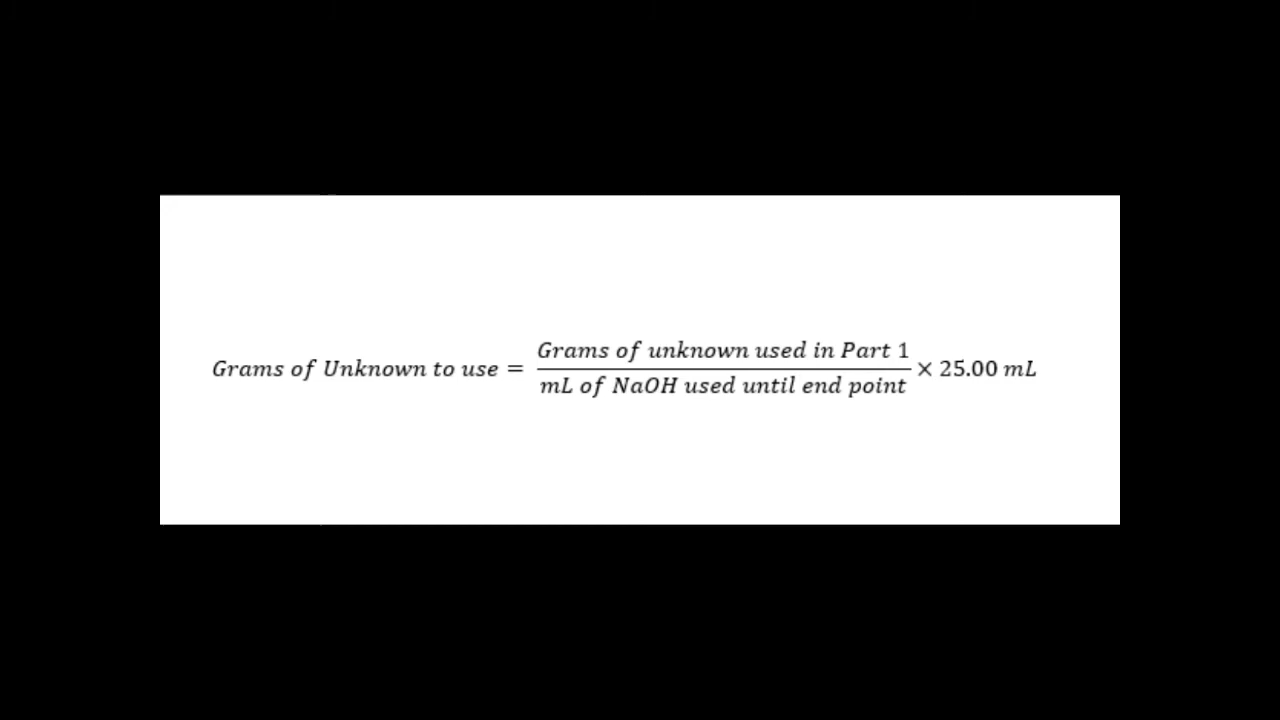 Grams of Unknown to use = Grams of unknown used in Part 1 / mL of NaOH used until end point × 25.00 mL